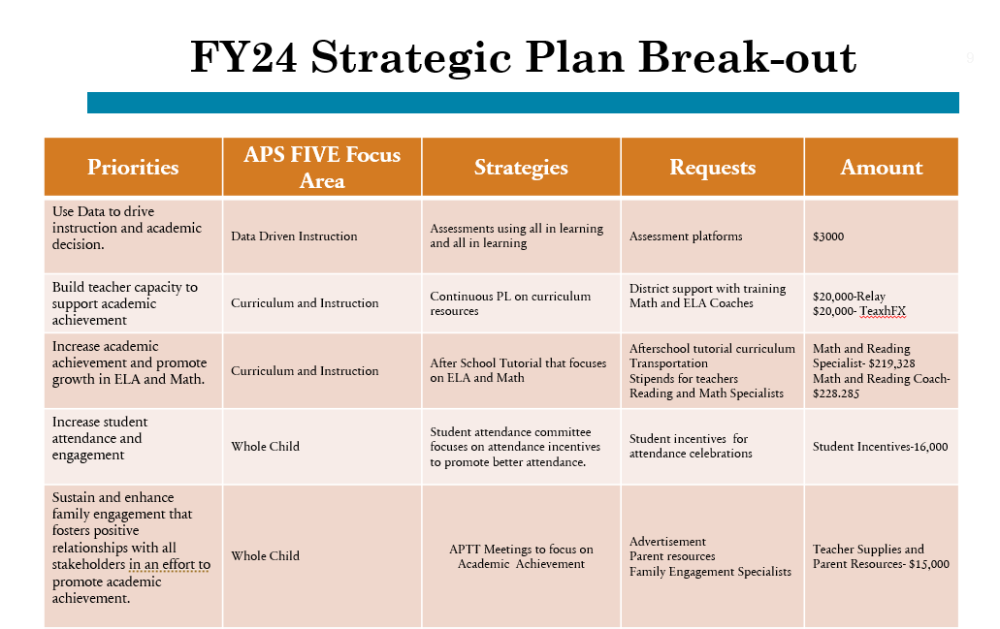 FY24 Strategic Plan Break-out
Priorities
APS FIVE Focus
Area
Strategies
Requests
Amount
Use Data to drive
instruction and academic
decision.
Data Driven Instruction
Assessments using all in learning
and all in learning
Assessment platforms
$3000
Build teacher capacity to
support academic
achievement
Curriculum and Instruction
Continuous PL on curriculum
resources
District support with training
Math and ELA Coaches
$20,000-Relay
$20,000- TeaxhFX
Increase academic
achievement and promote
growth in ELA and Math.
Curriculum and Instruction
After School Tutorial that focuses
on ELA and Math
Afterschool tutorial curriculum
Transportation
Stipends for teachers
Reading and Math Specialists
Math and Reading
Specialist- $219,328
Math and Reading Coach-
$228.285
Increase student
attendance and
engagement
Whole Child
Student attendance committee
focuses on attendance incentives
to promote better attendance.
Student incentives for
attendance celebrations
Student Incentives-16,000
Sustain and enhance
family engagement that
fosters positive
relationships with all
stakeholders in an effort to
promote academic
achievement.
Whole Child
APTT Meetings to focus on
Academic Achievement
Advertisement
Parent resources
Family Engagement Specialists
Teacher Supplies and
Parent Resources- $15,000